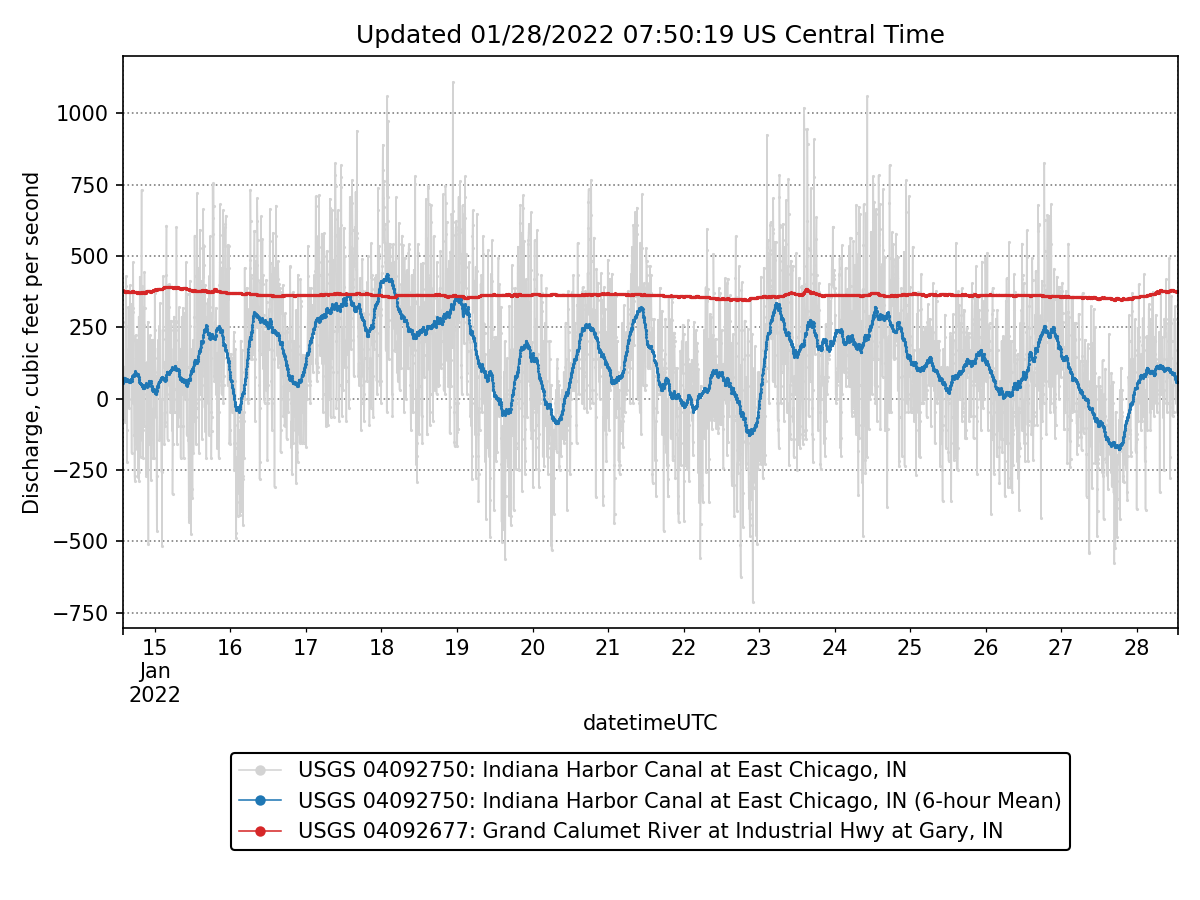 Updated 01/28/2022 07:50:19 US Central Time
Discharge, cubic feet per second
1000
750
500
250
0
−250
−500
−750
15 16 17 18 19 20 21 22 23 24 25 26 27 28
Jan
2022
datetimeUTC
USGS 04092750: Indiana Harbor Canal at East Chicago, IN
USGS 04092750: Indiana Harbor Canal at East Chicago, IN (6-hour Mean)
USGS 04092677: Grand Calumet River at Industrial Hwy at Gary, IN